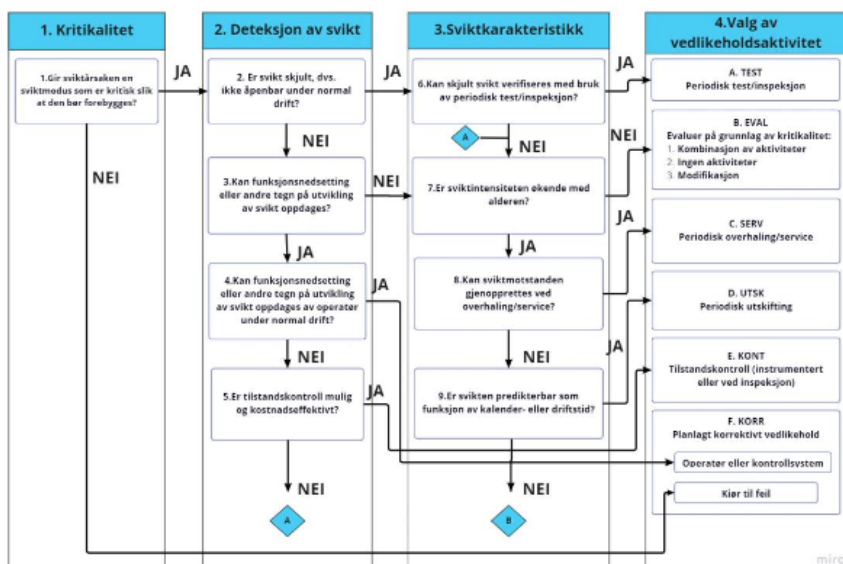 1. Kritikalitet
2. Deteksjon av svikt
3.Sviktkarakteristikk
4.Valg av
vedlikeholdsaktivitet
1.Gir sviktårsaken en
sviktmodus som er kritisk slik
at den bør forebygges?
JA
NEI
2. Er svikt skjult, dvs.
ikke åpenbar under normal
drift?
JA
NEI
3.Kan funksjonsnedsetting
eller andre tegn på utvikling
av svikt oppdages?
NEI
JA
4.Kan funksjonsnedsetting
eller andre tegn på utvikling
av svikt oppdages av operatør
under normal drift?
JA
NEI
5.Er tilstandskontroll mulig
og kostnadseffektivt?
JA
NEI
A
6.Kan skjult svikt verifiseres med bruk
av periodisk test/inspeksjon?
JA
A
NEI
7.Er sviktintensiteten økende med
alderen?
NEI
JA
8.Kan sviktmotstanden
gjenopprettes ved
overhaling/service?
JA
NEI
9.Er svikten predikterbar som
funksjon av kalender- eller driftstid?
JA
NEI
B
A. TEST
Periodisk test/inspeksjon
B. EVAL
Evaluer på grunnlag av kritikalitet:
1. Kombinasjon av aktiviteter
2. Ingen aktiviteter
3. Modifikasjon
C. SERV
Periodisk overhaling/service
D. UTSK
Periodisk utskifting
E. KONT
Tilstandskontroll (instrumentert
eller ved inspeksjon)
F. KORR
Planlagt korrektivt vedlikehold
Operatør eller kontrollsystem
Kjør til feil
miro